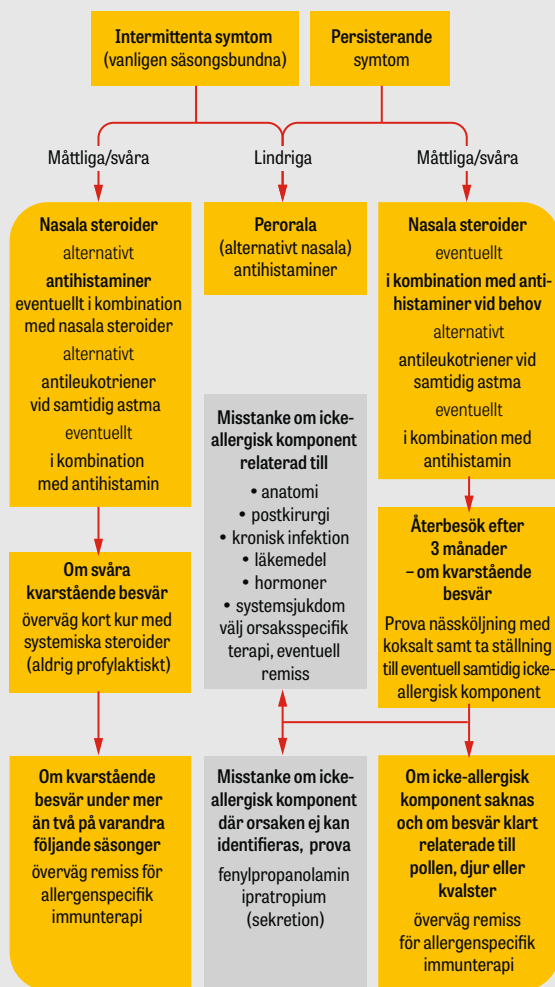 Intermittenta symtom
(vanligen säsongsbundna)
Persisterande
symtom
Måttliga/svåra
Lindriga
Måttliga/svåra
Nasala steroider
alternativt
antihistaminer
eventuellt i kombination
med nasala steroider
alternativt
antileukotriener
vid samtidig astma
eventuellt
i kombination
med antihistamin
Perorala
(alternativt nasala)
antihistaminer
Nasala steroider
eventuellt
i kombination med anti-
histaminer vid behov
alternativt
antileukotriener vid
samtidig astma
eventuellt
i kombination med
antihistamin
Misstanke om icke-
allergisk komponent
relaterad till
• anatomi
• postkirurgi
• kronisk infektion
• läkemedel
• hormoner
• systemsjukdom
välj orsaksspecifik
terapi, eventuell
remiss
Om svåra
kvarstående besvär
överväg kort kur med
systemiska steroider
(aldrig profylaktiskt)
Återbesök efter
3 månader
– om kvarstående
besvär
Prova nässköljning med
koksalt samt ta ställning
till eventuell samtidig icke-
allergisk komponent
Om kvarstående
besvär under mer
än två på varandra
följande säsonger
överväg remiss för
allergenspecifik
immunterapi
Misstanke om icke-
allergisk komponent
där orsaken ej kan
identifieras, prova
fenylpropanolamin
ipratropium
(sekretion)
Om icke-allergisk
komponent saknas
och om besvär klart
relaterade till
pollen, djur eller
kvalster
överväg remiss
för allergenspecifik
immunterapi